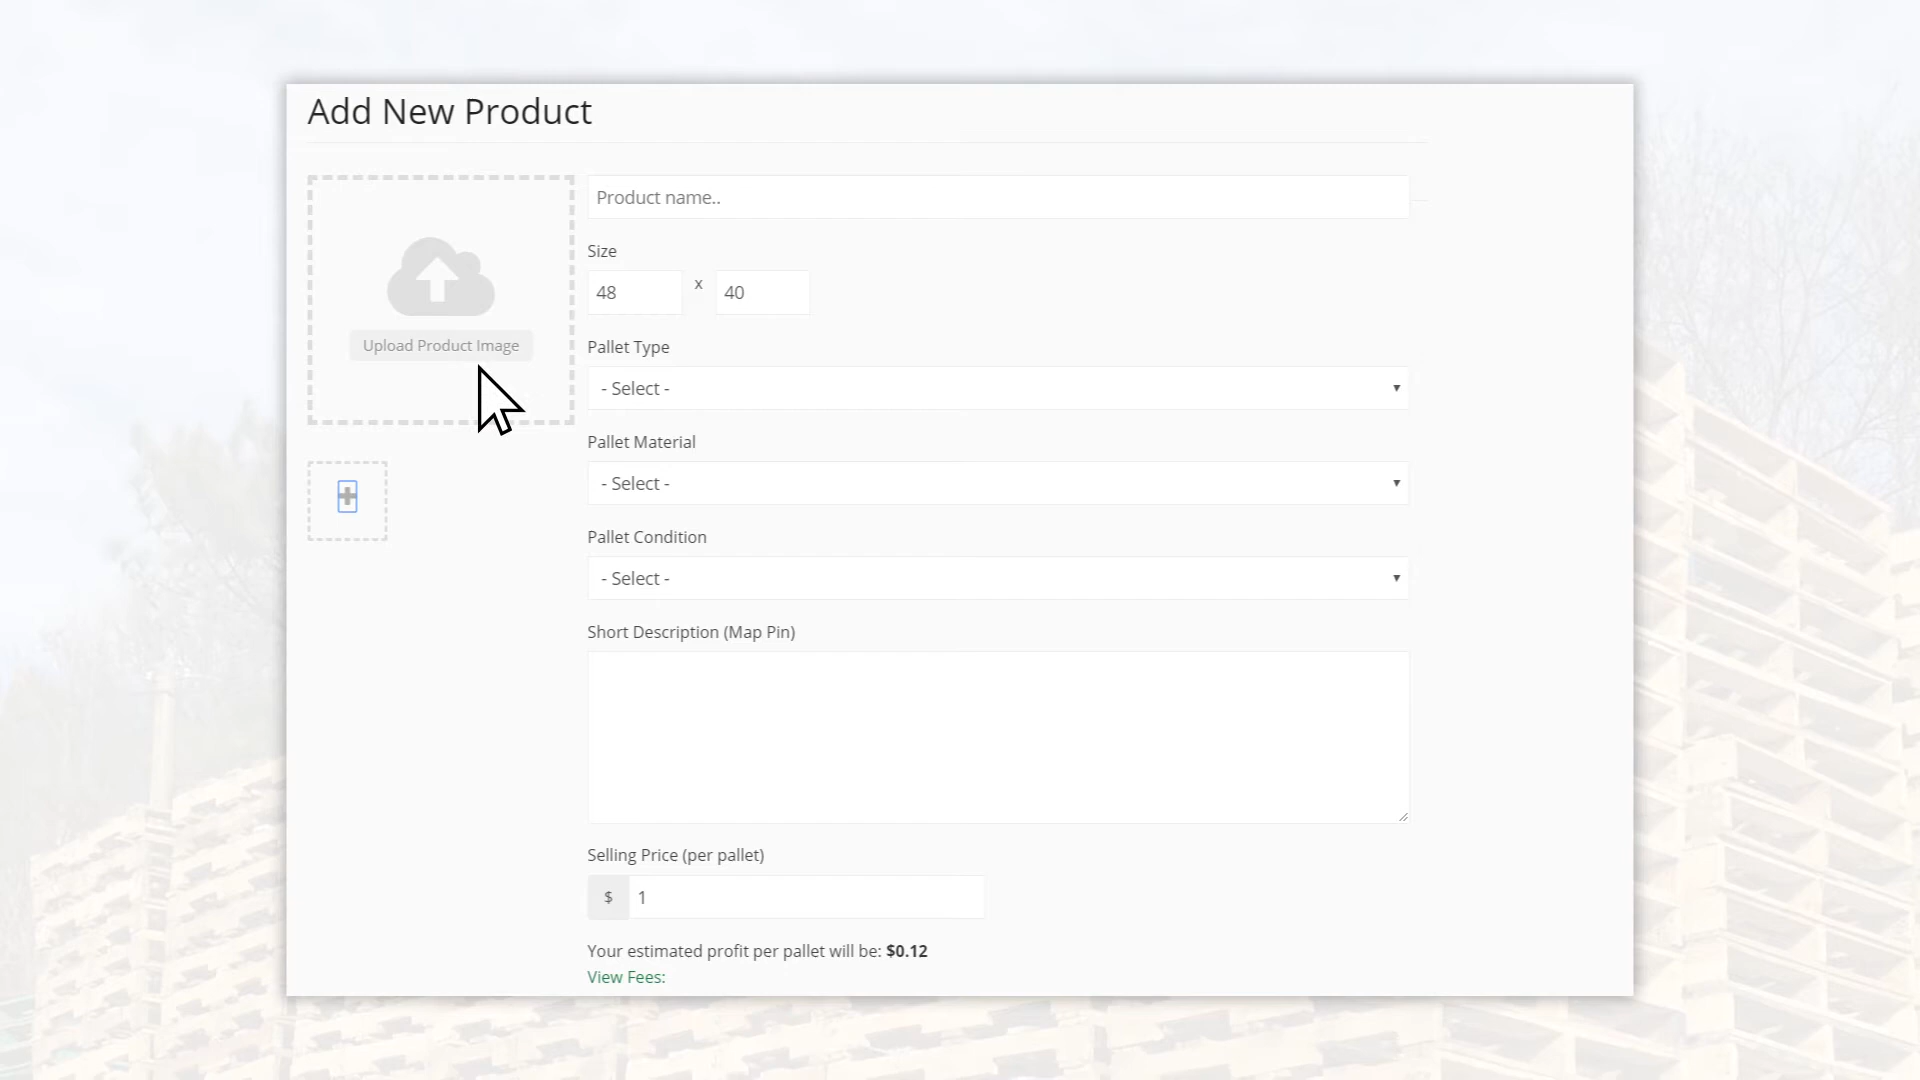 Add New Product
Upload Product Image
Product name..
Size
48 x 40
Pallet Type
- Select -
Pallet Material
- Select -
Pallet Condition
- Select -
Short Description (Map Pin)
Selling Price (per pallet)
$ 1
Your estimated profit per pallet will be: $0.12
View Fees: